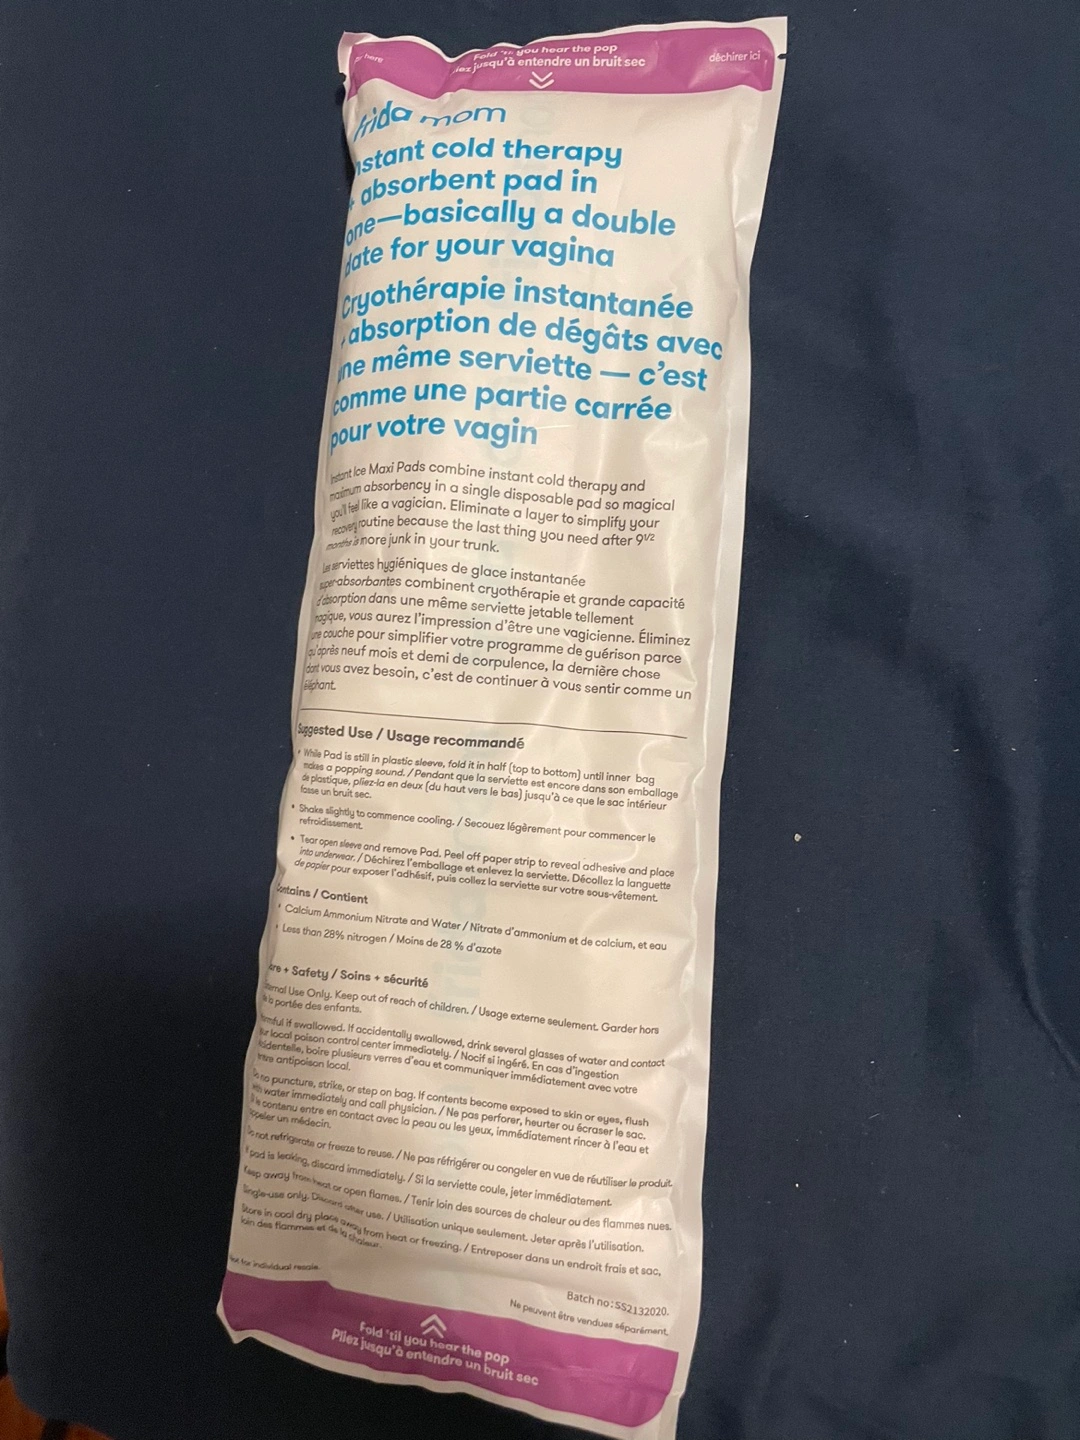 here
Fold 'til you hear the pop
jusqu'à entendre un bruit sec
déchirer ici
frida mom
nstant cold therapy
+ absorbent pad in
one—basically a double
date for your vagina
Cryothérapie instantanée
absorption de dégâts avec
ne même serviette — c'est
comme une partie carrée
pour votre vagin
Instant Ice Maxi Pads combine instant cold therapy and
maximum absorbency in a single disposable pad so magical
you'll feel like a vagician. Eliminate a layer to simplify your
recovery routine because the last thing you need after 9 1/2
months is more junk in your trunk.
Les serviettes hygiéniques de glace instantanée
super-absorbantes combinent cryothérapie et grande capacité
d'absorption dans une même serviette jetable tellement
magique, vous aurez l'impression d'être une vagicienne. Éliminez
une couche pour simplifier votre programme de guérison parce
qu'après neuf mois et demi de corpulence, la dernière chose
dont vous avez besoin, c'est de continuer à vous sentir comme un
éléphant.
Suggested Use / Usage recommandé
• While Pad is still in plastic sleeve, fold it in half (top to bottom) until inner bag
makes a popping sound. / Pendant que la serviette est encore dans son emballage
de plastique, pliez-la en deux (du haut vers le bas) jusqu'à ce que le sac intérieur
fasse un bruit sec.
• Shake slightly to commence cooling. / Secouez légèrement pour commencer le
refroidissement.
• Tear open sleeve and remove Pad. Peel off paper strip to reveal adhesive and place
into underwear. / Déchirez l'emballage et enlevez la serviette. Décollez la languette
de papier pour exposer l'adhésif, puis collez la serviette sur votre sous-vêtement.
Contains / Contient
• Calcium Ammonium Nitrate and Water / Nitrate d'ammonium et de calcium, et eau
• Less than 28% nitrogen / Moins de 28 % d'azote
are + Safety / Soins + sécurité
ernal Use Only. Keep out of reach of children. / Usage externe seulement. Garder hors
de la portée des enfants.
rmful if swallowed. If accidentally swallowed, drink several glasses of water and contact
ur local poison control center immediately. / Nocif si ingéré. En cas d'ingestion
cidentelle, boire plusieurs verres d'eau et communiquer immédiatement avec votre
entre antipoison local.
Do no puncture, strike, or step on bag. If contents become exposed to skin or eyes, flush
with water immediately and call physician. / Ne pas perforer, heurter ou écraser le sac.
Si le contenu entre en contact avec la peau ou les yeux, immédiatement rincer à l'eau et
appeler un médecin.
Do not refrigerate or freeze to reuse. / Ne pas réfrigérer ou congeler en vue de réutiliser le produit.
If pad is leaking, discard immediately. / Si la serviette coule, jeter immédiatement.
Keep away from heat or open flames. / Tenir loin des sources de chaleur ou des flammes nues.
Single-use only. Discard after use. / Utilisation unique seulement. Jeter après l'utilisation.
Store in cool dry place away from heat or freezing. / Entreposer dans un endroit frais et sac,
loin des flammes et de la chaleur.
Not for individual resale.
Batch no:SS2132020.
Ne peuvent être vendues séparément.
Fold 'til you hear the pop
Pliez jusqu'à entendre un bruit sec